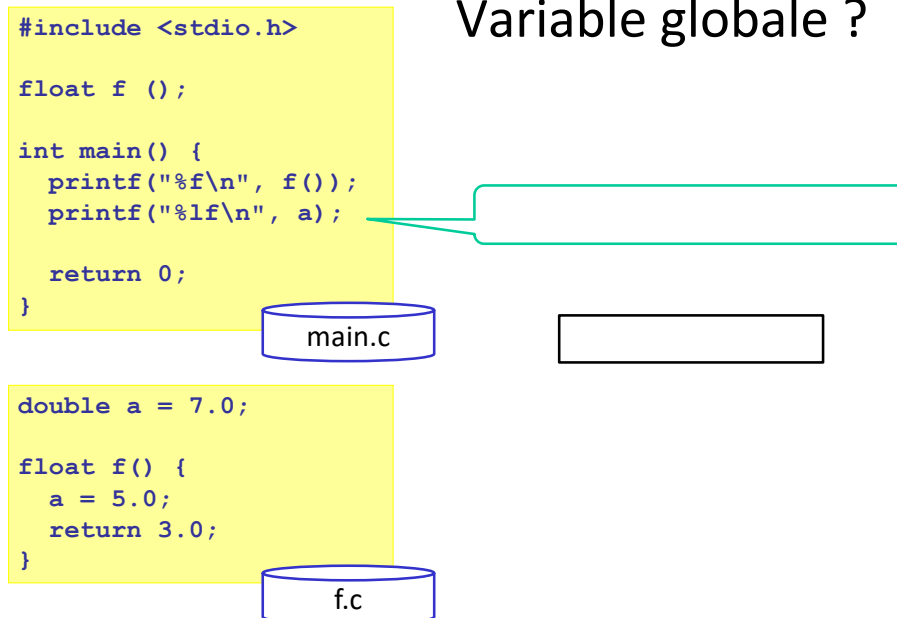 Variable globale ?
#include <stdio.h>
float f ();
int main() {
printf("%f\n", f());
printf("%lf\n", a);
return 0;
}
main.c
double a = 7.0;
float f() {
a = 5.0;
return 3.0;
}
f.c